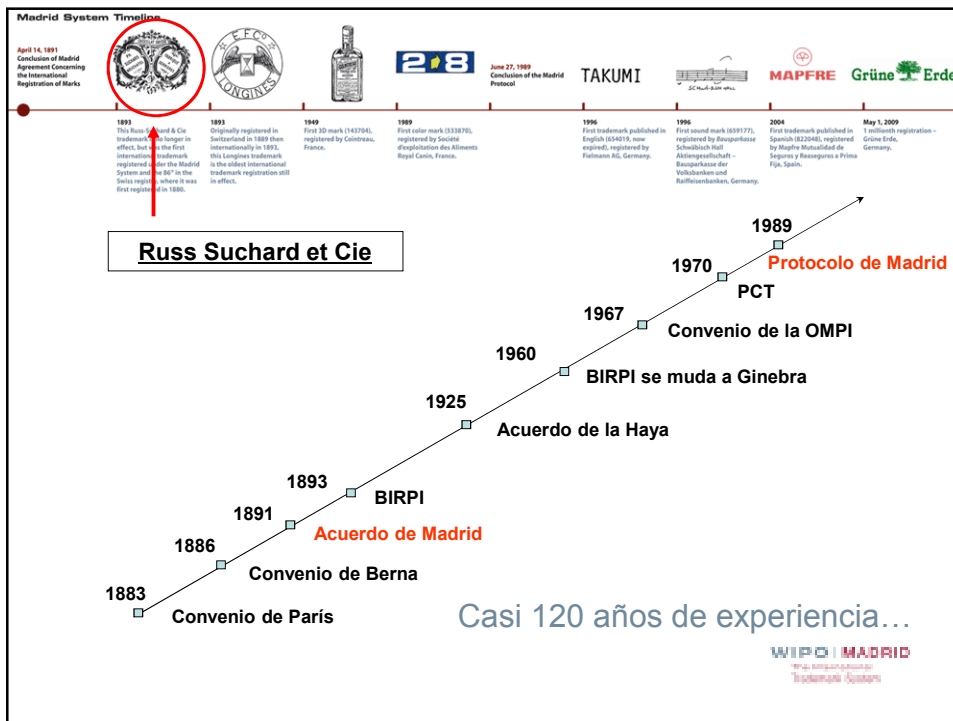 Madrid System Timeline
April 14, 1891
Conclusion of Madrid
Agreement Concerning
the International
Registration of Marks
E.F.Co
LONGINES
2 8
June 27, 1989
Conclusion of the Madrid
Protocol
TAKUMI
SCHWÄBISCH HALL
MAPFRE
Grüne Erde
1893
This Russ-Suchard & Cie
trademark is no longer in
effect, but was the first
international trademark
registered under the Madrid
System and the 86th in the
Swiss registry, where it was
first registered in 1880.
1893
Originally registered in
Switzerland in 1889 then
internationally in 1893,
this Longines trademark
is the oldest international
trademark registration still
in effect.
1949
First 3D mark (143704),
registered by Cointreau,
France.
1989
First color mark (533870),
registered by Société
d'exploitation des Aliments
Royal Canin, France.
1996
First trademark published in
English (654019, now
expired), registered by
Fielmann AG, Germany.
1996
First sound mark (659177),
registered by Bausparkasse
Schwäbisch Hall
Aktiengesellschaft –
Bausparkasse der
Volksbanken und
Raiffeisenbanken, Germany.
2004
First trademark published in
Spanish (822048), registered
by Mapfre Mutualidad de
Seguros y Reaseguros a Prima
Fija, Spain.
May 1, 2009
1 millionth registration –
Grüne Erde,
Germany.
Russ Suchard et Cie
1989
Protocolo de Madrid
1970
PCT
1967
Convenio de la OMPI
1960
BIRPI se muda a Ginebra
1925
Acuerdo de la Haya
1893
BIRPI
1891
Acuerdo de Madrid
1886
Convenio de Berna
1883
Convenio de París
Casi 120 años de experiencia…
WIPO | MADRID
The International
Trademark System